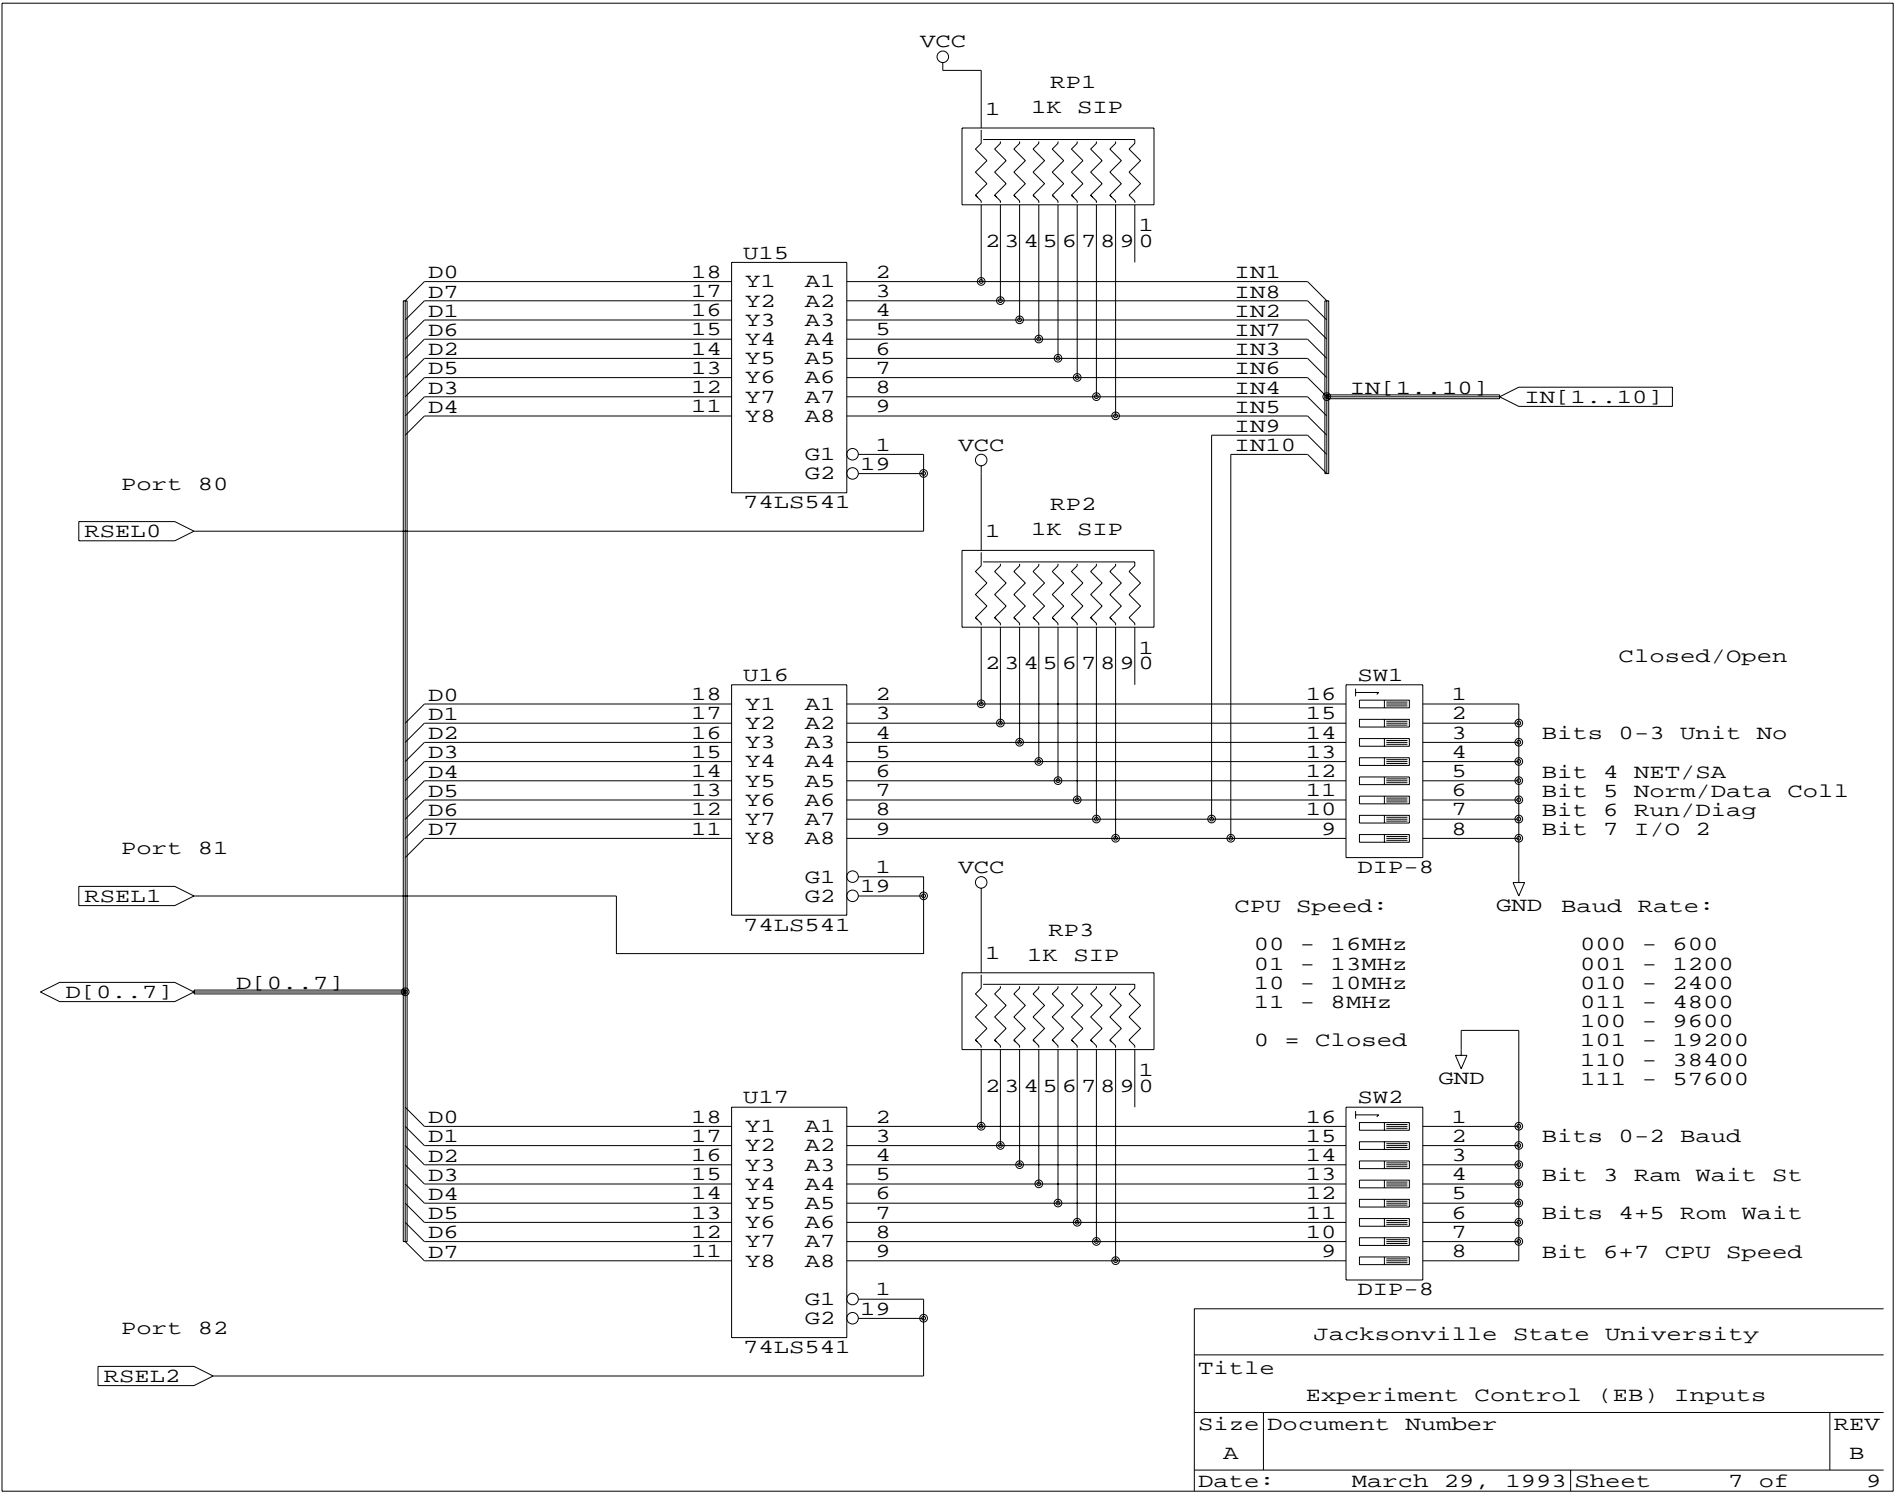 VCC
RP1
1 1K SIP
2 3 4 5 6 7 8 9 10
U15
D0 18 Y1 A1 2 IN1
D7 17 Y2 A2 3 IN8
D1 16 Y3 A3 4 IN2
D6 15 Y4 A4 5 IN7
D2 14 Y5 A5 6 IN3
D5 13 Y6 A6 7 IN6
D3 12 Y7 A7 8 IN4
D4 11 Y8 A8 9 IN5
IN[1..10] IN[1..10]
IN9
IN10
G1 1
G2 19
74LS541
Port 80
RSEL0
VCC
RP2
1 1K SIP
2 3 4 5 6 7 8 9 10
Closed/Open
U16 SW1
D0 18 Y1 A1 2 16 1
D1 17 Y2 A2 3 15 2
D2 16 Y3 A3 4 14 3 Bits 0-3 Unit No
D3 15 Y4 A4 5 13 4
D4 14 Y5 A5 6 12 5 Bit 4 NET/SA
D5 13 Y6 A6 7 11 6 Bit 5 Norm/Data Coll
D6 12 Y7 A7 8 10 7 Bit 6 Run/Diag
D7 11 Y8 A8 9 9 8 Bit 7 I/O 2
DIP-8
G1 1
G2 19
74LS541
Port 81
RSEL1
GND
VCC
RP3
1 1K SIP
2 3 4 5 6 7 8 9 10
CPU Speed:
00 - 16MHz
01 - 13MHz
10 - 10MHz
11 - 8MHz
0 = Closed
Baud Rate:
000 - 600
001 - 1200
010 - 2400
011 - 4800
100 - 9600
101 - 19200
110 - 38400
111 - 57600
GND
D[0..7] D[0..7]
U17 SW2
D0 18 Y1 A1 2 16 1
D1 17 Y2 A2 3 15 2 Bits 0-2 Baud
D2 16 Y3 A3 4 14 3
D3 15 Y4 A4 5 13 4 Bit 3 Ram Wait St
D4 14 Y5 A5 6 12 5
D5 13 Y6 A6 7 11 6 Bits 4+5 Rom Wait
D6 12 Y7 A7 8 10 7
D7 11 Y8 A8 9 9 8 Bit 6+7 CPU Speed
DIP-8
G1 1
G2 19
74LS541
Port 82
RSEL2
Jacksonville State University
Title
Experiment Control (EB) Inputs
Size Document Number REV
A B
Date: March 29, 1993 Sheet 7 of 9